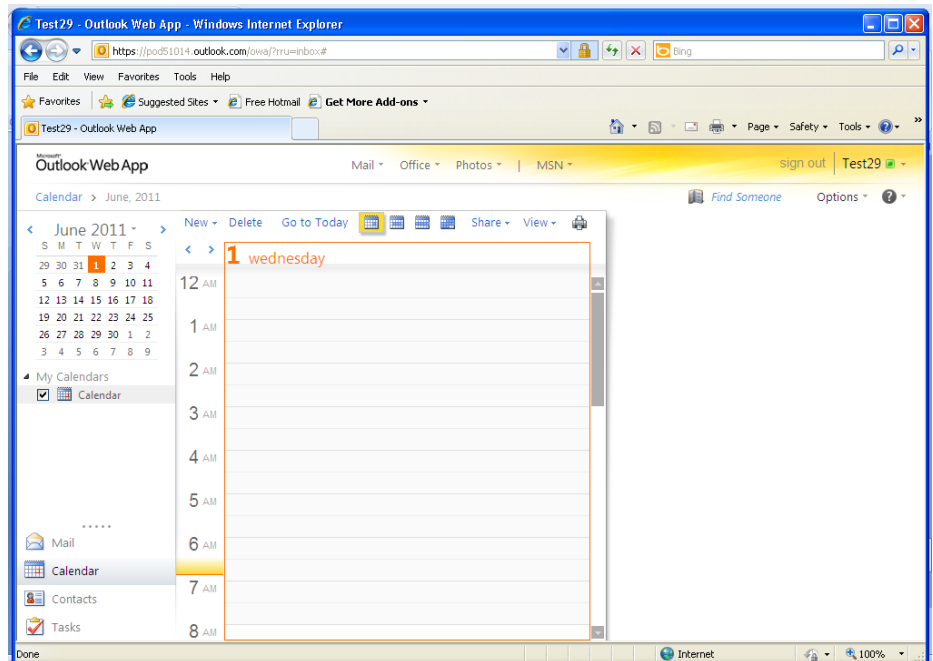 Test29 - Outlook Web App - Windows Internet Explorer
https://pod51014.outlook.com/owa/?rru=inbox#
Bing
File Edit View Favorites Tools Help
Favorites Suggested Sites Free Hotmail Get More Add-ons
Test29 - Outlook Web App
Page Safety Tools »
Microsoft
Outlook Web App
Mail Office Photos | MSN
sign out Test29
Calendar > June, 2011
Find Someone Options
June 2011
New Delete Go to Today Share View
S M T W T F S
29 30 31 1 2 3 4
5 6 7 8 9 10 11
12 13 14 15 16 17 18
19 20 21 22 23 24 25
26 27 28 29 30 1 2
3 4 5 6 7 8 9
My Calendars
Calendar
Mail
Calendar
Contacts
Tasks
1 wednesday
12 AM
1 AM
2 AM
3 AM
4 AM
5 AM
6 AM
7 AM
8 AM
Done
Internet
100%